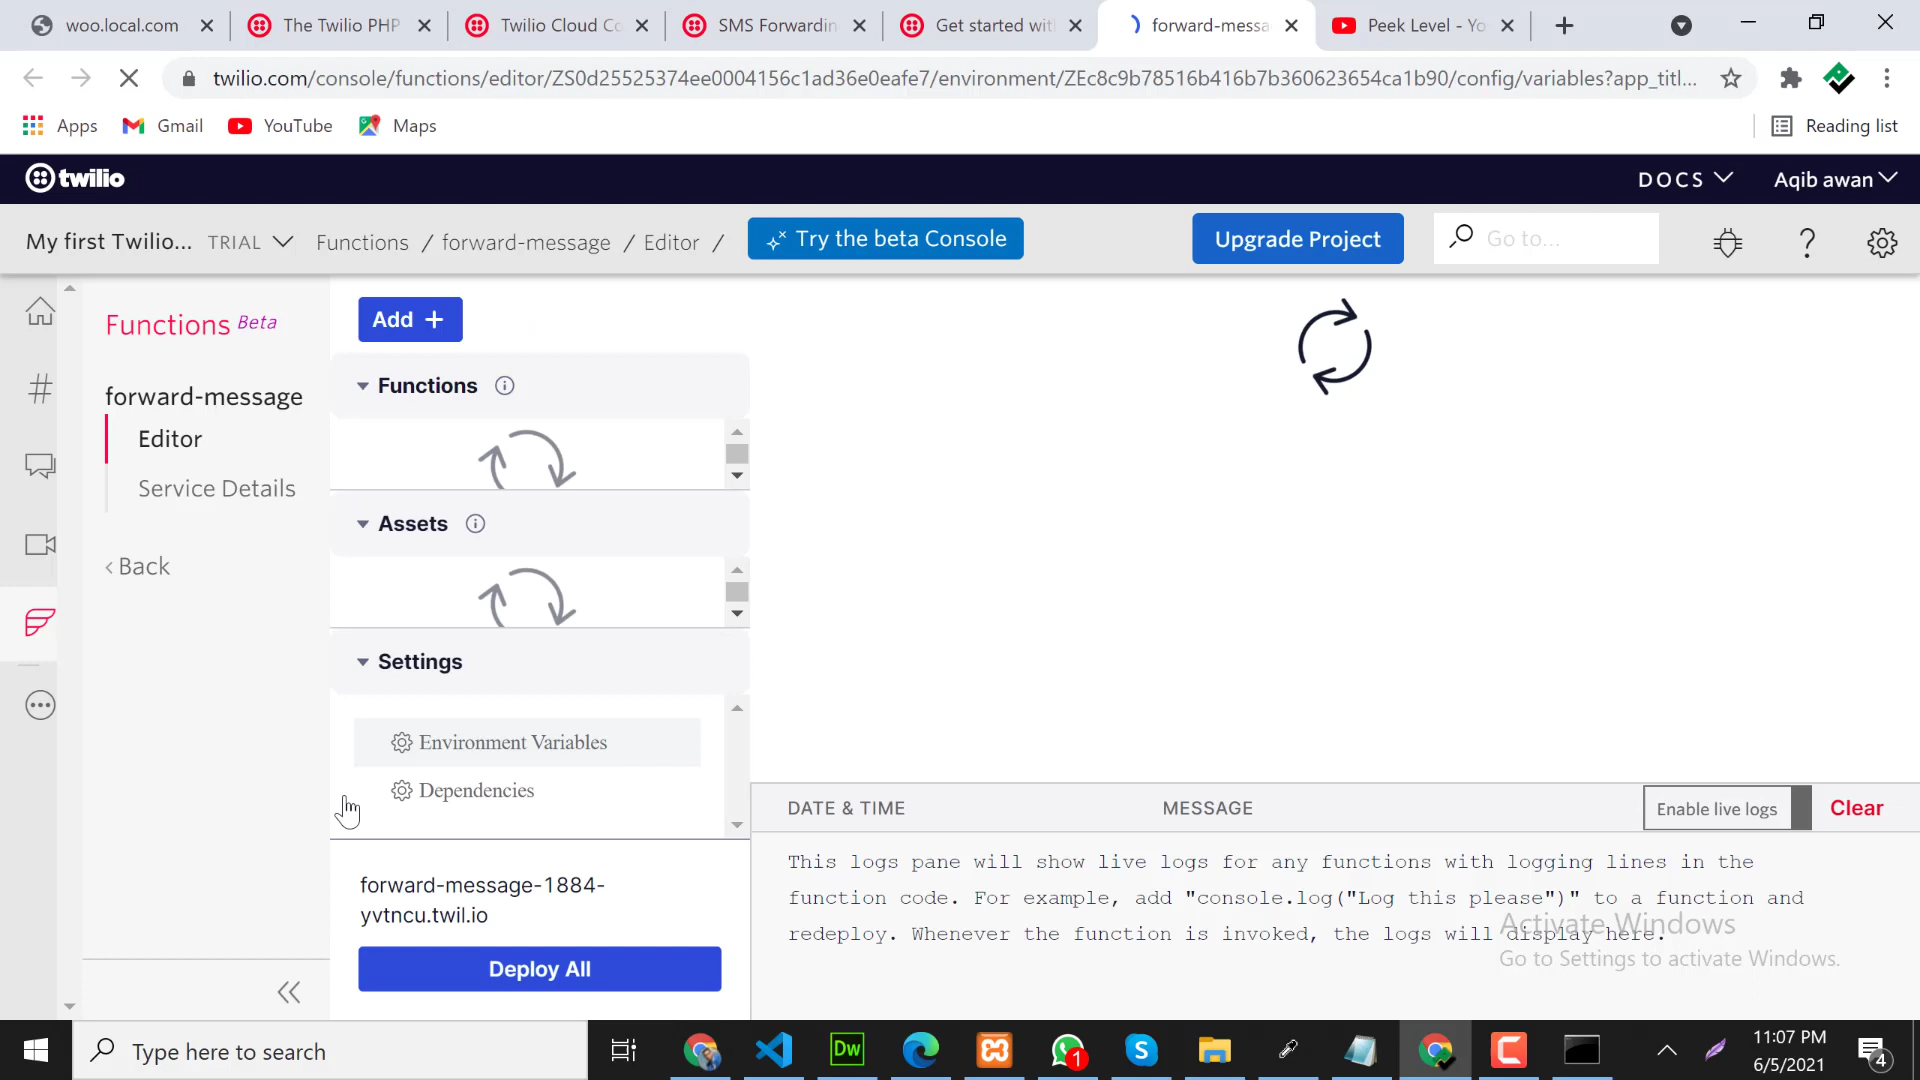 woo.local.com
The Twilio PHP
Twilio Cloud Co
SMS Forwardin
Get started wit
forward-messa
Peek Level - Yo
twilio.com/console/functions/editor/ZS0d25525374ee0004156c1ad36e0eafe7/environment/ZEc8c9b78516b416b7b360623654ca1b90/config/variables?app_titl...
Apps
Gmail
YouTube
Maps
Reading list
twilio
DOCS
Aqib awan
My first Twilio...
TRIAL
Functions / forward-message / Editor /
Try the beta Console
Upgrade Project
Go to...
Functions Beta
forward-message
Editor
Service Details
‹ Back
Add +
Functions
Assets
Settings
Environment Variables
Dependencies
forward-message-1884-
yvtncu.twil.io
Deploy All
DATE & TIME
MESSAGE
Enable live logs
Clear
This logs pane will show live logs for any functions with logging lines in the
function code. For example, add "console.log("Log this please")" to a function and
redeploy. Whenever the function is invoked, the logs will display here.
Activate Windows
Go to Settings to activate Windows.
Type here to search
Dw
1
11:07 PM
6/5/2021
4